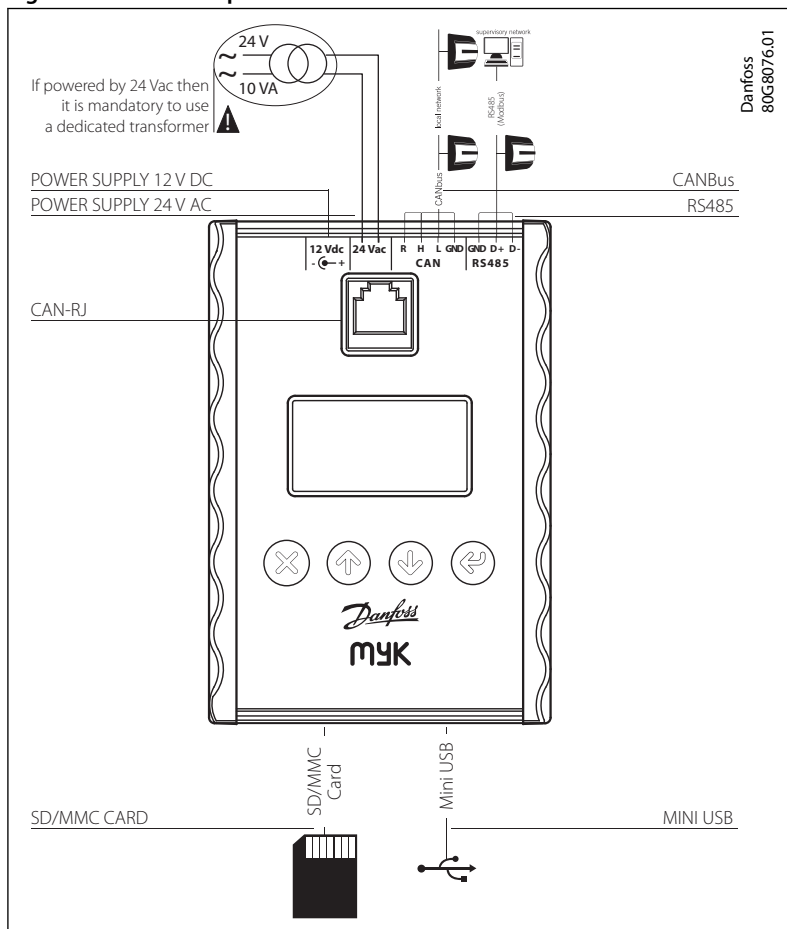 24 V
10 VA
If powered by 24 Vac then
it is mandatory to use
a dedicated transformer
supervisory network
local network
RS485
(Modbus)
CANbus
Danfoss
80G8076.01
POWER SUPPLY 12 V DC
POWER SUPPLY 24 V AC
CANBus
RS485
12 Vdc
- +
24 Vac
R H L GND
CAN
GND D+ D-
RS485
CAN-RJ
Danfoss
MYK
SD/MMC
Card
Mini USB
SD/MMC CARD
MINI USB